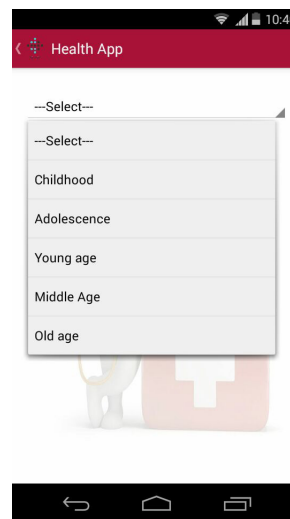 10:4
Health App
---Select---
---Select---
Childhood
Adolescence
Young age
Middle Age
Old age